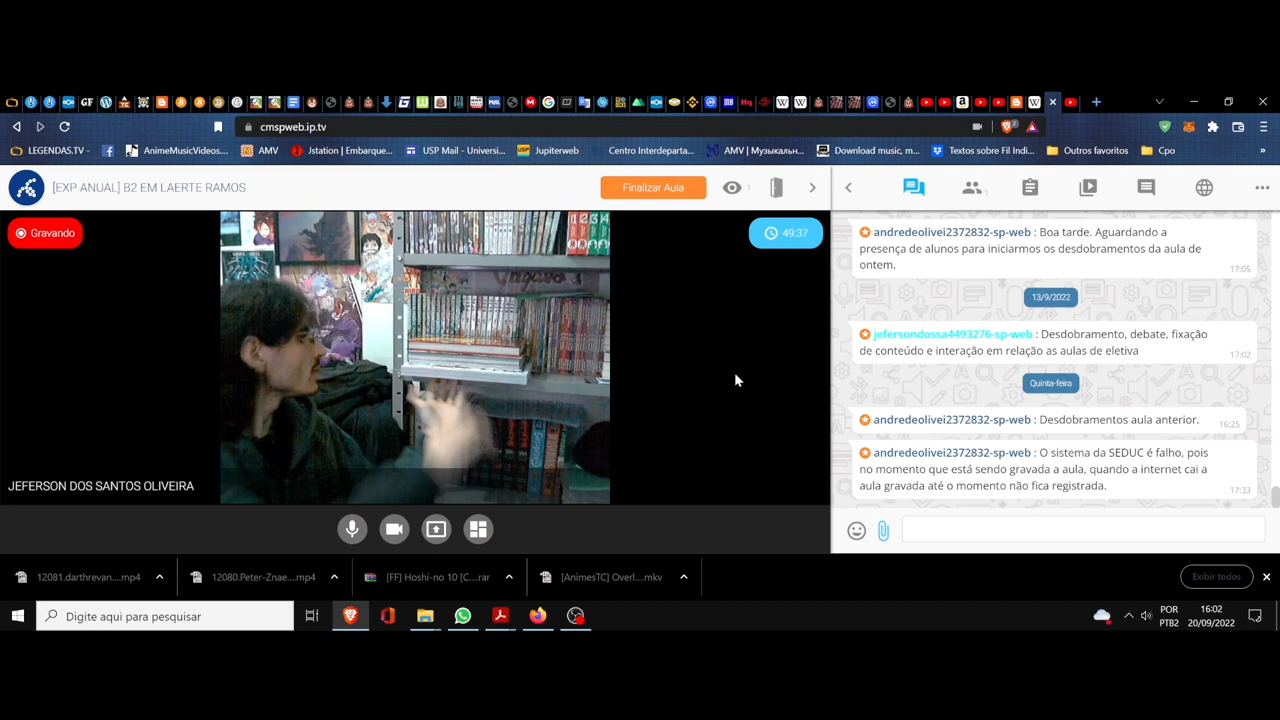 cmspweb.ip.tv
2
LEGENDAS.TV -
AnimeMusicVideos...
AMV
Jstation | Embarque...
USP Mail - Universi...
Jupiterweb
Centro Interdeparta...
AMV | Музыкальн...
Download music, m...
Textos sobre Fil Indi...
Outros favoritos
Cpo
»
[EXP ANUAL] B2 EM LAERTE RAMOS
Finalizar Aula
1
1
Gravando
49:37
JEFERSON DOS SANTOS OLIVEIRA
andredeolivei2372832-sp-web : Boa tarde. Aguardando a
presença de alunos para iniciarmos os desdobramentos da aula de
ontem.
17:05
13/9/2022
jefersondossa4493276-sp-web : Desdobramento, debate, fixação
de conteúdo e interação em relação as aulas de eletiva
17:02
Quinta-feira
andredeolivei2372832-sp-web : Desdobramentos aula anterior.
16:25
andredeolivei2372832-sp-web : O sistema da SEDUC é falho, pois
no momento que está sendo gravada a aula, quando a internet cai a
aula gravada até o momento não fica registrada.
17:33
12081.darthrevan....mp4
12080.Peter-Znae....mp4
[FF] Hoshi-no 10 [C....rar
[AnimesTC] Overl....mkv
Exibir todos
Digite aqui para pesquisar
POR
PTB2
16:02
20/09/2022